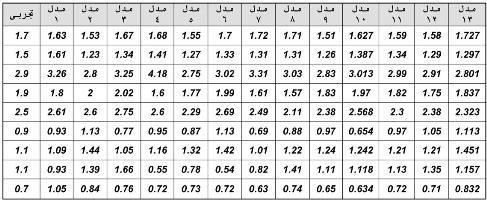 تجربی مدل ۱ مدل ۲ مدل ۳ مدل ۴ مدل ۵ مدل ۶ مدل ۷ مدل ۸ مدل ۹ مدل ۱۰ مدل ۱۱ مدل ۱۲ مدل ۱۳
1.7 1.63 1.53 1.67 1.68 1.55 1.7 1.72 1.71 1.51 1.627 1.59 1.58 1.727
1.5 1.61 1.23 1.34 1.41 1.27 1.33 1.31 1.31 1.26 1.387 1.34 1.29 1.297
2.9 3.26 2.8 3.25 4.18 2.75 3.02 3.31 3.03 2.83 3.013 2.99 2.91 2.801
1.9 1.8 2 2.02 1.6 1.77 1.99 1.61 1.57 1.83 1.97 1.82 1.75 1.837
2.5 2.61 2.6 2.75 2.6 2.29 2.69 2.49 2.11 2.38 2.568 2.3 2.38 2.323
0.9 0.93 1.13 0.77 0.95 0.87 1.13 0.69 0.88 0.97 0.654 0.97 1.05 1.113
1.1 1.09 1.44 1.05 1.16 1.32 1.42 1.01 1.22 1.24 1.242 1.21 1.21 1.451
1.1 0.93 1.39 1.66 0.55 0.78 0.54 0.82 1.41 1.11 1.118 1.13 1.35 1.157
0.7 1.05 0.84 0.76 0.72 0.73 0.72 0.63 0.74 0.65 0.634 0.72 0.71 0.832